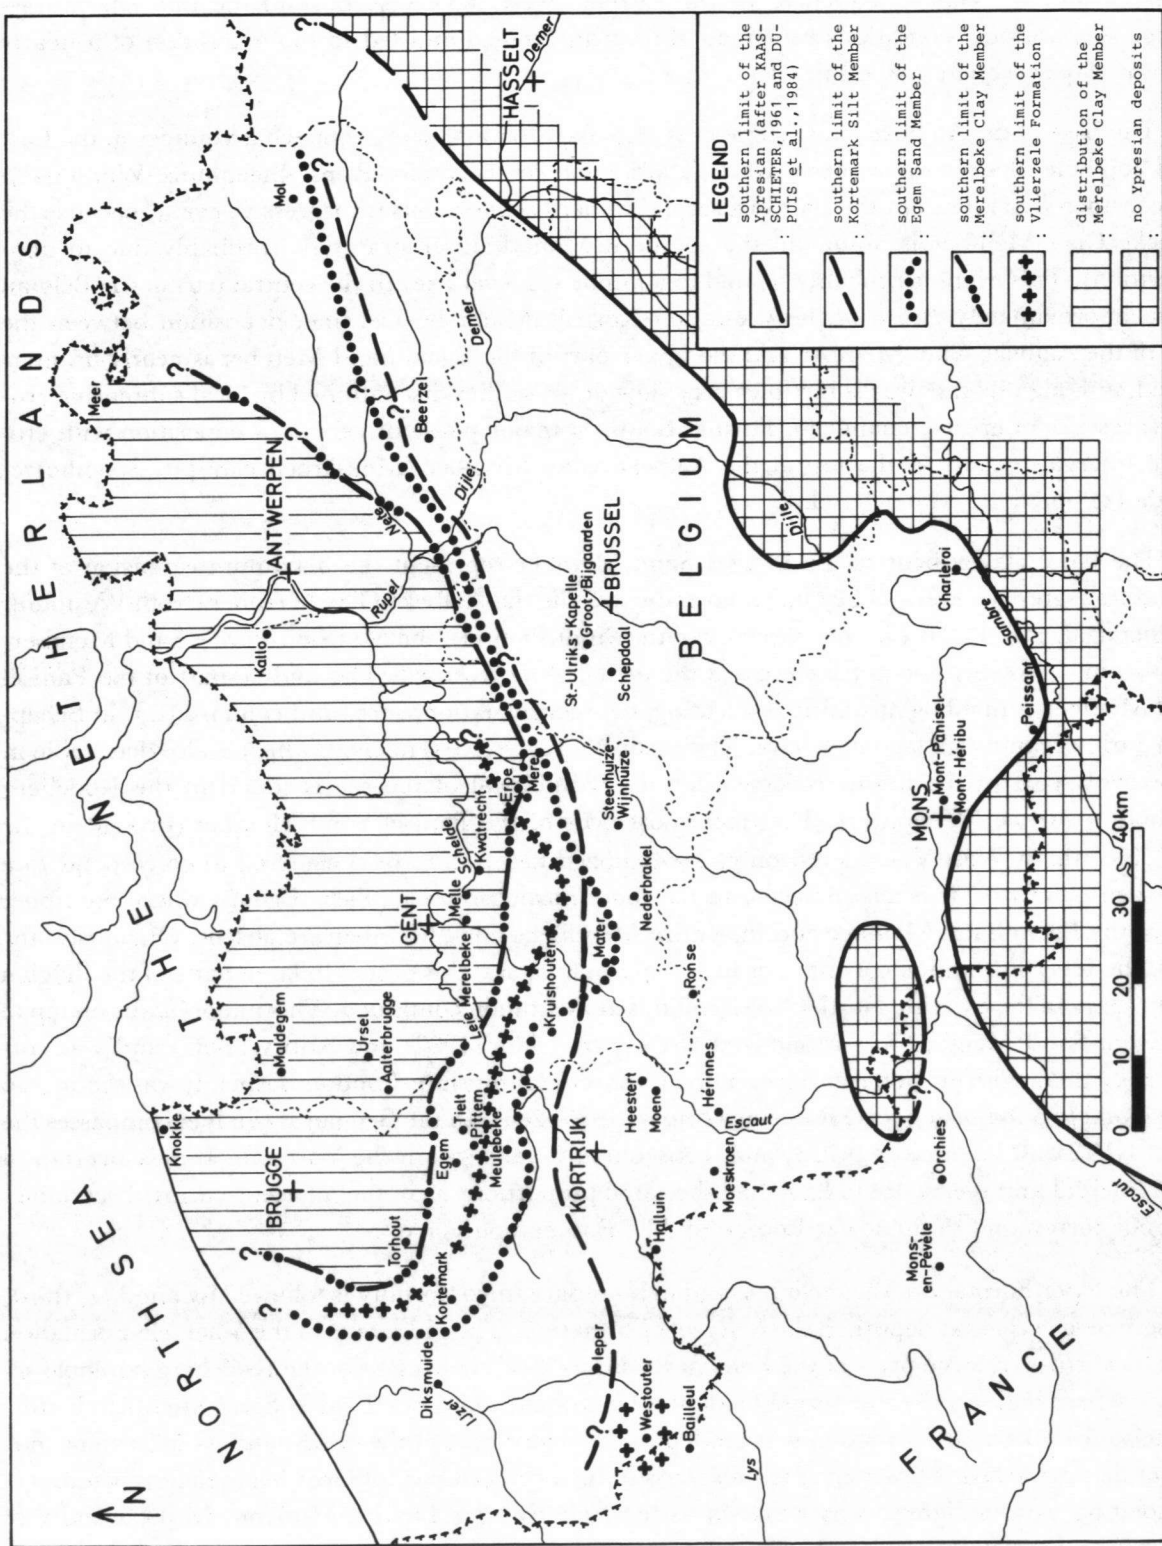 N
NORTHSEA
THE NETHERLANDS
NETHERLANDS
BELGIUM
FRANCE
Knokke
BRUGGE
Maldegem
Ursel
Aalterbrugge
Torhout
Egem
Tielt
Pittem
Meulebeke
Kortemark
Diksmuide
IJzer
Ieper
Westouter
Bailleul
Lys
Halluin
Moeskroen
KORTRIJK
Heestert
Moen
Hérinnes
Escaut
Ronse
Nederbrakel
Mater
Kruishoutem
Leie
Merelbeke
GENT
Melle
Schelde
Kwatrecht
Erpe
Mere
Steenhuize-
Wijnhuize
St.-Ulriks-Kapelle
Groot-Bijgaarden
Schepdaal
BRUSSEL
Kallo
ANTWERPEN
Rupel
Nete
Dijle
Beerzel
Demer
Meer
Mol
HASSELT
Demer
Dijle
Charleroi
Sambre
Peissant
MONS
Mont-Panisel
Mont-Héribu
Orchies
Mons-
en-Pévèle
Escaut
?
?
?
?
?
?
?
?
?
?
0 10 20 30 40km
LEGEND
: southern limit of the
Ypresian (after KAAS-
SCHIETER,1961 and DU-
PUIS et al.,1984)
: southern limit of the
Kortemark Silt Member
: southern limit of the
Egem Sand Member
: southern limit of the
Merelbeke Clay Member
: southern limit of the
Vlierzele Formation
: distribution of the
Merelbeke Clay Member
: no Ypresian deposits